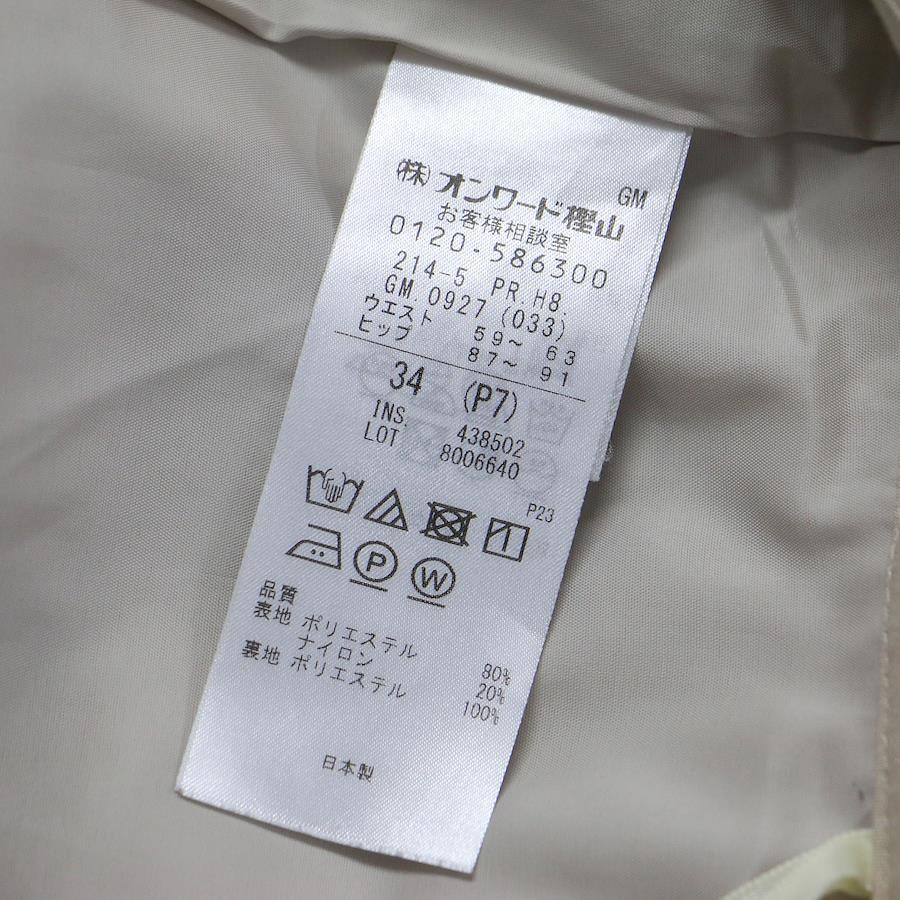 GM
(株)オンワード樫山
お客様相談室
0120-586300
214-5 PR.H8.
GM.0927 (033)
ウエスト 59~ 63
ヒップ 87~ 91
34 (P7)
INS. 438502
LOT 8006640
P23
P W
品質
表地 ポリエステル 80%
ナイロン 20%
裏地 ポリエステル 100%
日本製